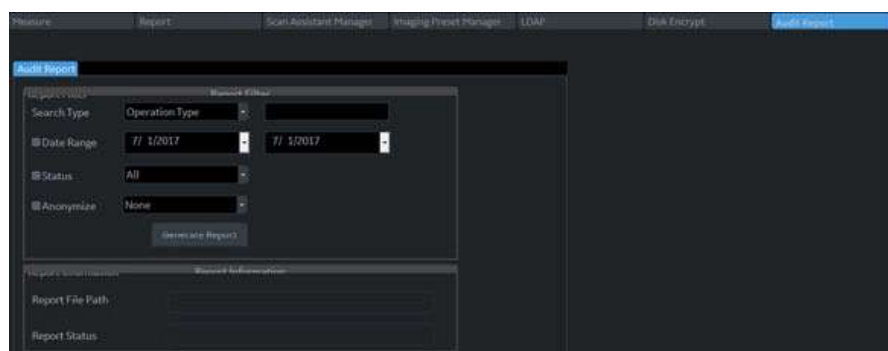 Measure Report Scan Assistant Manager Imaging Preset Manager LDAP Disk Encrypt Audit Report
Audit Report
Report Filter
Search Type Operation Type
Date Range 7/ 1/2017 7/ 1/2017
Status All
Anonymize None
Generate Report
Report Information Report Information
Report File Path
Report Status